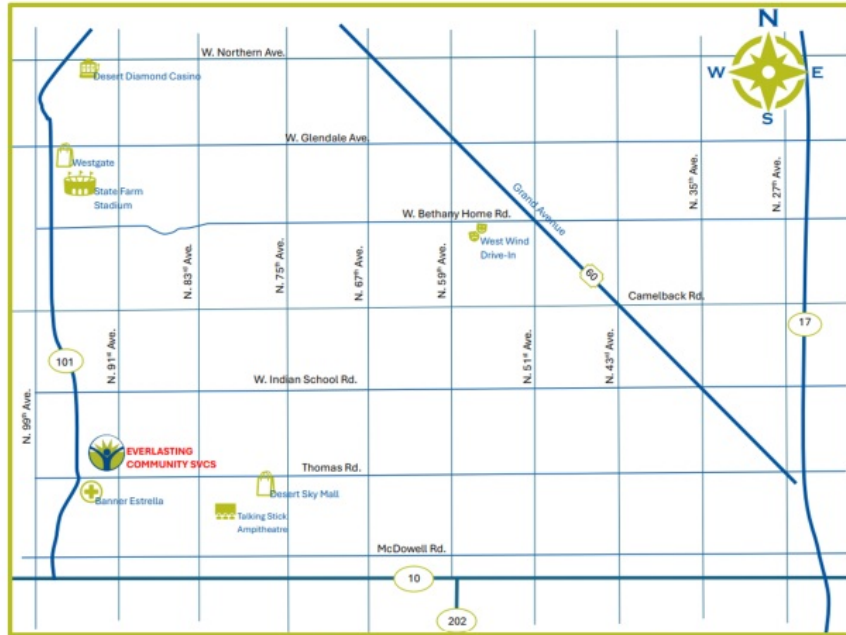 N
W
E
S
W. Northern Ave.
Desert Diamond Casino
W. Glendale Ave.
Westgate
State Farm
Stadium
N. 35th Ave.
N. 27th Ave.
Grand Avenue
W. Bethany Home Rd.
West Wind
Drive-In
N. 83rd Ave.
N. 75th Ave.
N. 67th Ave.
N. 59th Ave.
60
Camelback Rd.
17
101
N. 91st Ave.
N. 51st Ave.
N. 43rd Ave.
W. Indian School Rd.
N. 99th Ave.
EVERLASTING
COMMUNITY SVCS
Thomas Rd.
Banner Estrella
Desert Sky Mall
Talking Stick
Ampitheatre
McDowell Rd.
10
202